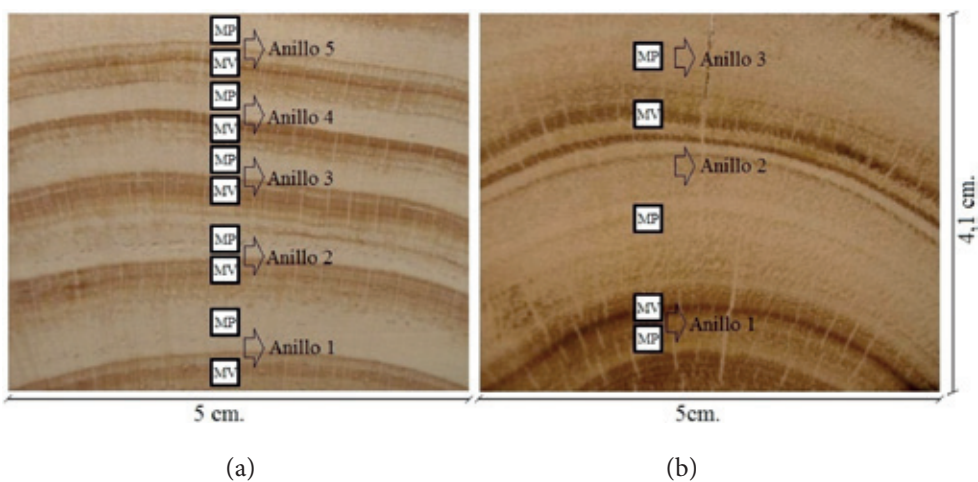 MP
Anillo 5
MV
MP
Anillo 4
MV
MP
Anillo 3
MV
MP
Anillo 2
MV
MP
Anillo 1
MV
5 cm.
(a)
MP
Anillo 3
MV
Anillo 2
MP
MV
Anillo 1
MP
5cm.
4,1 cm.
(b)